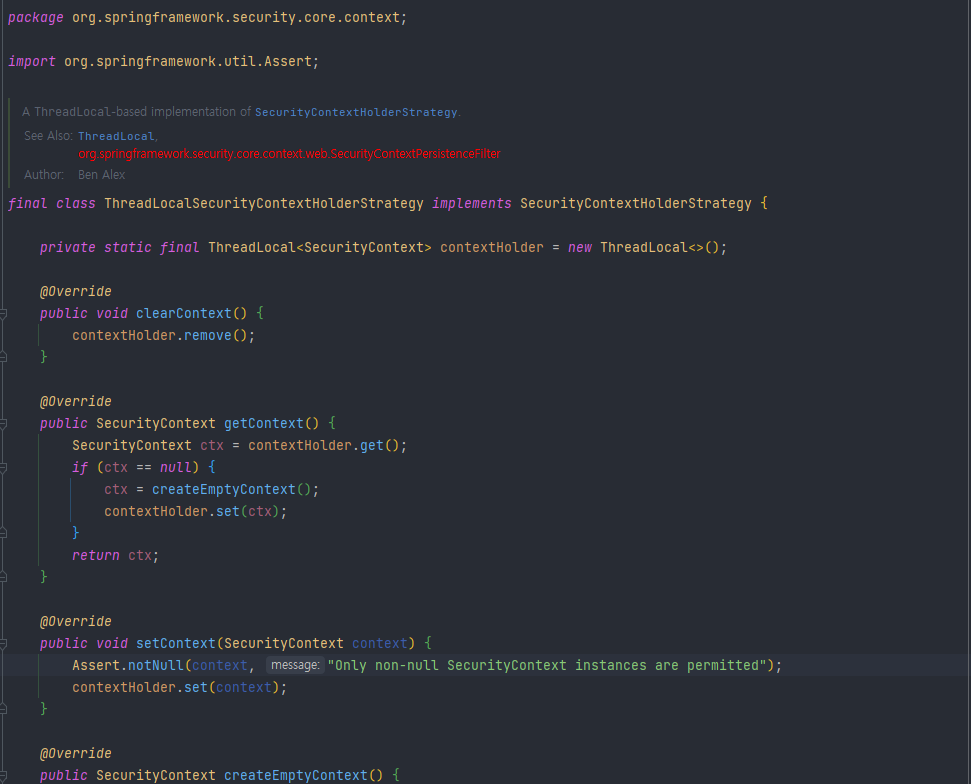 package org.springframework.security.core.context;
import org.springframework.util.Assert;
A ThreadLocal-based implementation of SecurityContextHolderStrategy.
See Also: ThreadLocal,
org.springframework.security.core.context.web.SecurityContextPersistenceFilter
Author: Ben Alex
final class ThreadLocalSecurityContextHolderStrategy implements SecurityContextHolderStrategy {
private static final ThreadLocal<SecurityContext> contextHolder = new ThreadLocal<>();
@Override
public void clearContext() {
contextHolder.remove();
}
@Override
public SecurityContext getContext() {
SecurityContext ctx = contextHolder.get();
if (ctx == null) {
ctx = createEmptyContext();
contextHolder.set(ctx);
}
return ctx;
}
@Override
public void setContext(SecurityContext context) {
Assert.notNull(context, message: "Only non-null SecurityContext instances are permitted");
contextHolder.set(context);
}
@Override
public SecurityContext createEmptyContext() {